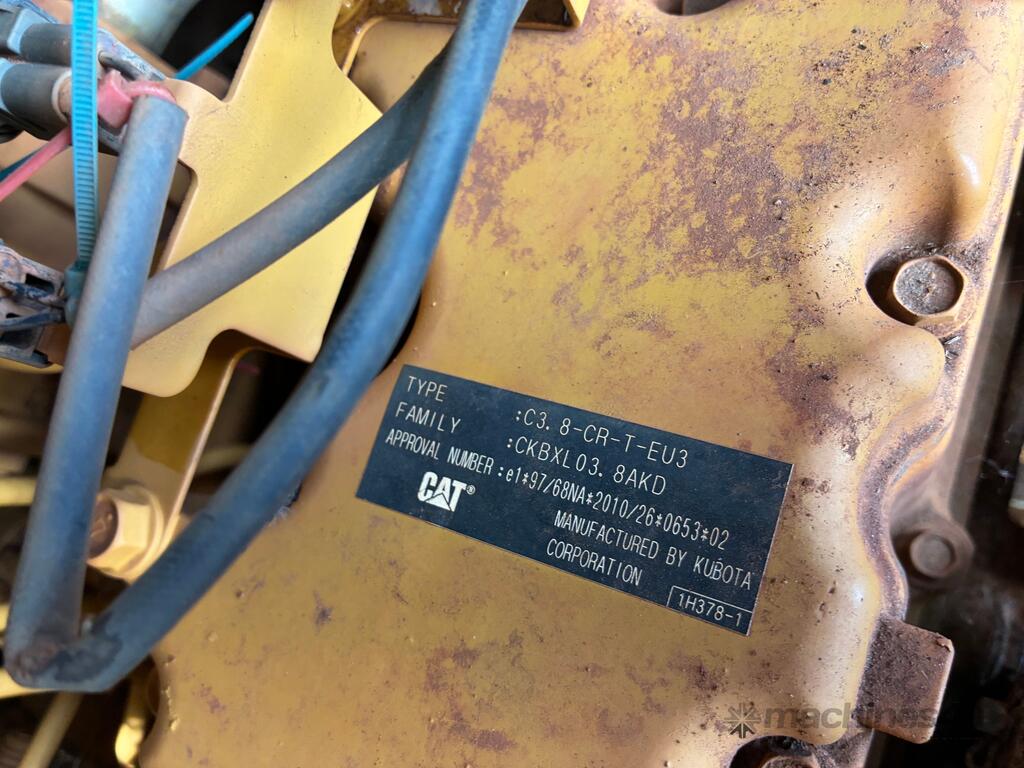 TYPE :C3.8-CR-T-EU3
FAMILY :CKBXL03.8AKD
APPROVAL NUMBER :e1*97/68NA*2010/26*0653*02
CAT®
MANUFACTURED BY KUBOTA
CORPORATION
1H378-1
machines